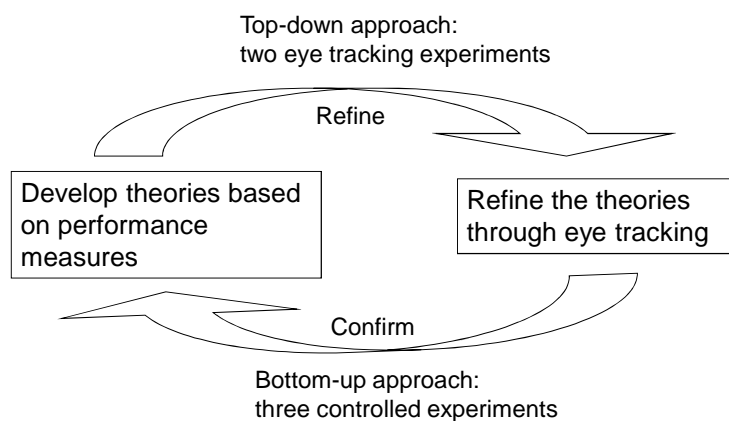 Top-down approach:
two eye tracking experiments
Refine
Develop theories based
on performance
measures
Refine the theories
through eye tracking
Confirm
Bottom-up approach:
three controlled experiments